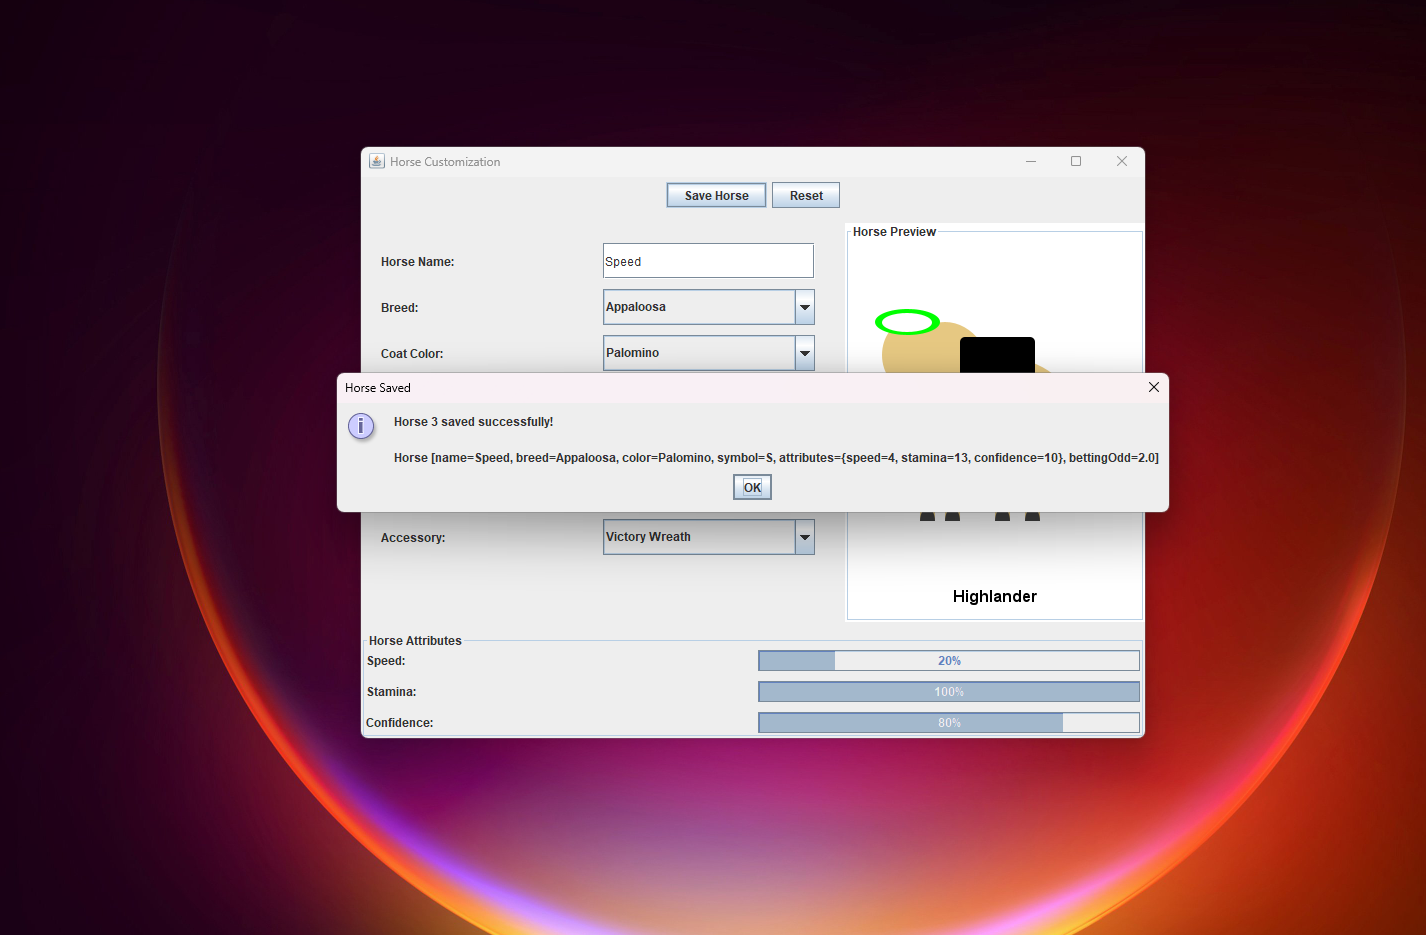 Horse Customization
Save Horse Reset
Horse Preview
Horse Name: Speed
Breed: Appaloosa
Coat Color: Palomino
Horse Saved
Horse 3 saved successfully!
Horse [name=Speed, breed=Appaloosa, color=Palomino, symbol=S, attributes={speed=4, stamina=13, confidence=10}, bettingOdd=2.0]
OK
Accessory: Victory Wreath
Highlander
Horse Attributes
Speed: 20%
Stamina: 100%
Confidence: 80%